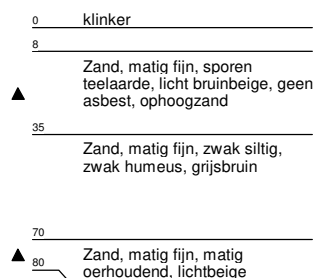 0 klinker
8
Zand, matig fijn, sporen
teelaarde, licht bruinbeige, geen
asbest, ophoogzand
35
Zand, matig fijn, zwak siltig,
zwak humeus, grijsbruin
70
80 Zand, matig fijn, matig
oerhoudend, lichtbeige